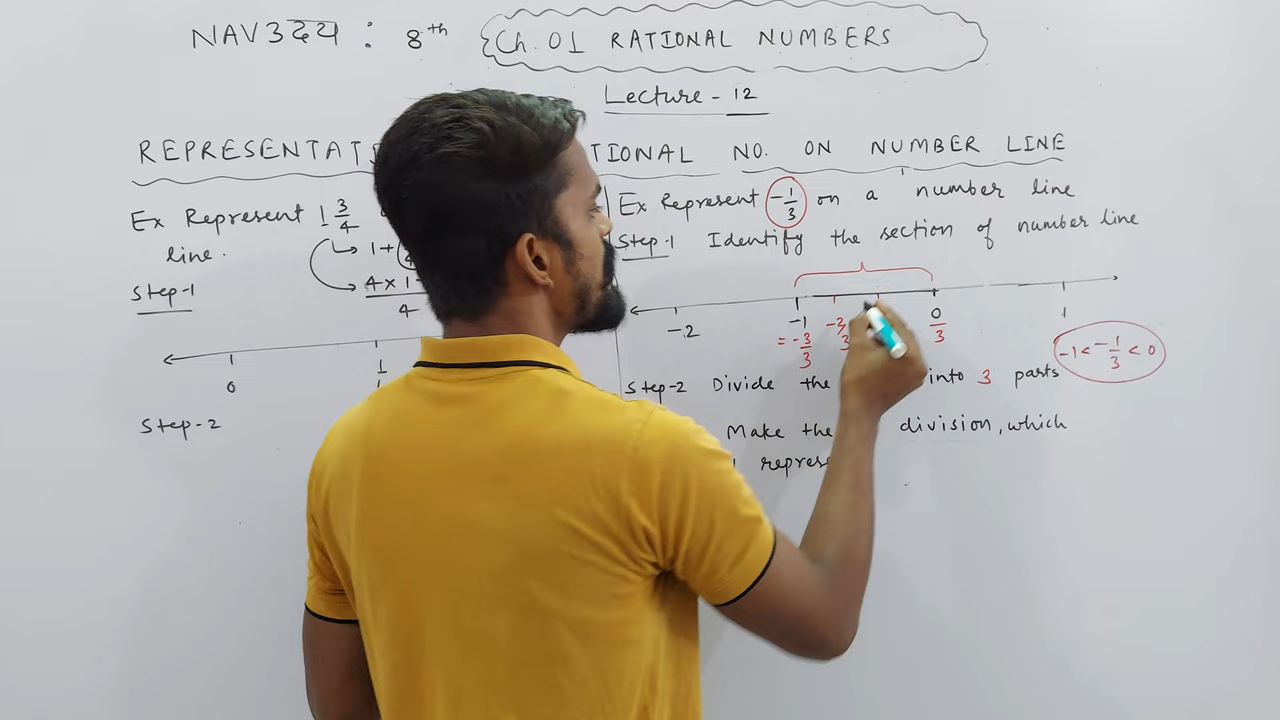 NAV3દય : 8th Ch. 01 RATIONAL NUMBERS
Lecture - 12
REPRESENTAT TIONAL NO. ON NUMBER LINE
Ex Represent 1 3/4
line.
1+
4×1
4
Step-1
0 1
Step-2
Ex Represent -1/3 on a number line
Step-1 Identify the section of number line
-2 -1 0 1
= -3/3 3 0/3
-1 < -1/3 < 0
Step-2 Divide the into 3 parts
Make the division, which